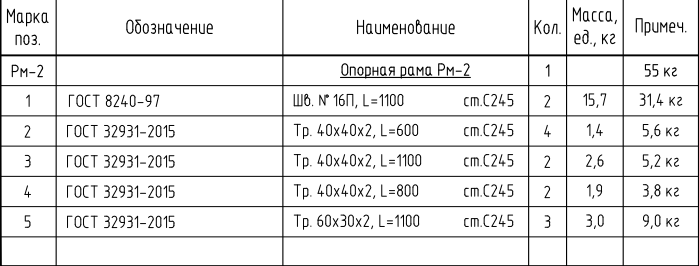 Марка поз. Обозначение Наименование Кол. Масса, ед., кг Примеч.
Рм-2 Опорная рама Рм-2 1 55 кг
1 ГОСТ 8240-97 Шв. № 16П, L=1100 ст.С245 2 15,7 31,4 кг
2 ГОСТ 32931-2015 Тр. 40х40х2, L=600 ст.С245 4 1,4 5,6 кг
3 ГОСТ 32931-2015 Тр. 40х40х2, L=1100 ст.С245 2 2,6 5,2 кг
4 ГОСТ 32931-2015 Тр. 40х40х2, L=800 ст.С245 2 1,9 3,8 кг
5 ГОСТ 32931-2015 Тр. 60х30х2, L=1100 ст.С245 3 3,0 9,0 кг